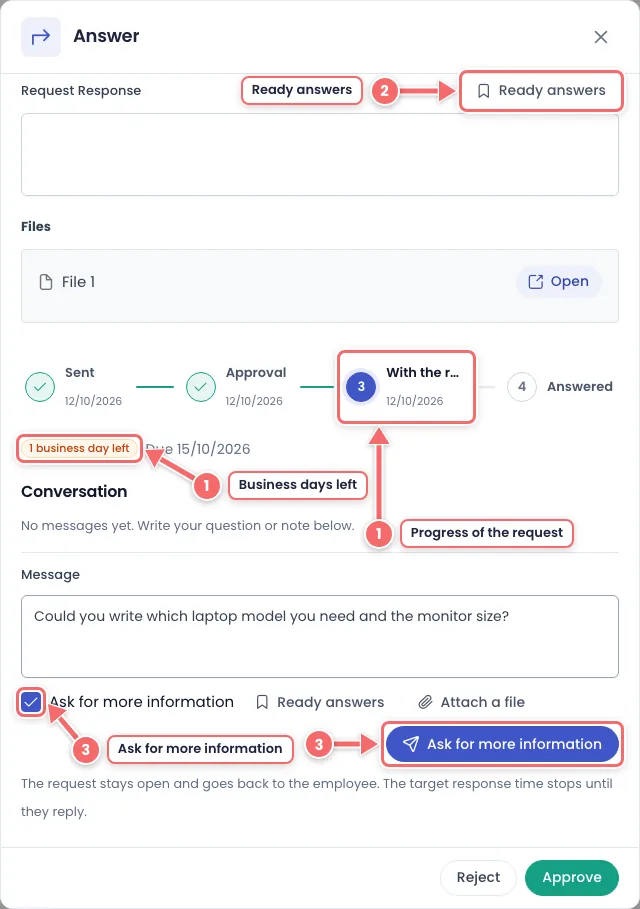 Answer
Request Response
Ready answers
2
Ready answers
Files
File 1
Open
Sent
12/10/2026
Approval
12/10/2026
3
With the r...
12/10/2026
4
Answered
1 business day left
Due 15/10/2026
1
Business days left
Conversation
No messages yet. Write your question or note below.
1
Progress of the request
Message
Could you write which laptop model you need and the monitor size?
Ask for more information
Ready answers
Attach a file
3
Ask for more information
3
Ask for more information
The request stays open and goes back to the employee. The target response time stops until
they reply.
Reject
Approve